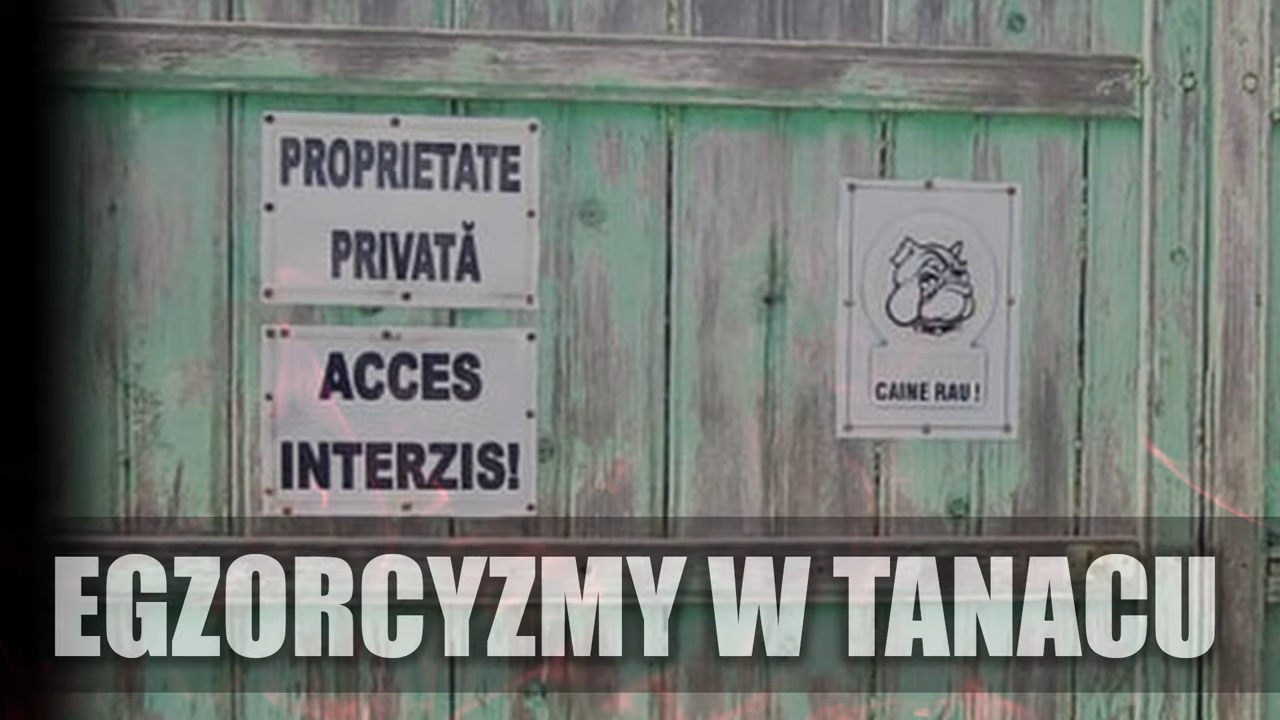 PROPRIETATE
PRIVATĂ
ACCES
INTERZIS!
CAINE RAU!
EGZORCYZMY W TANACU